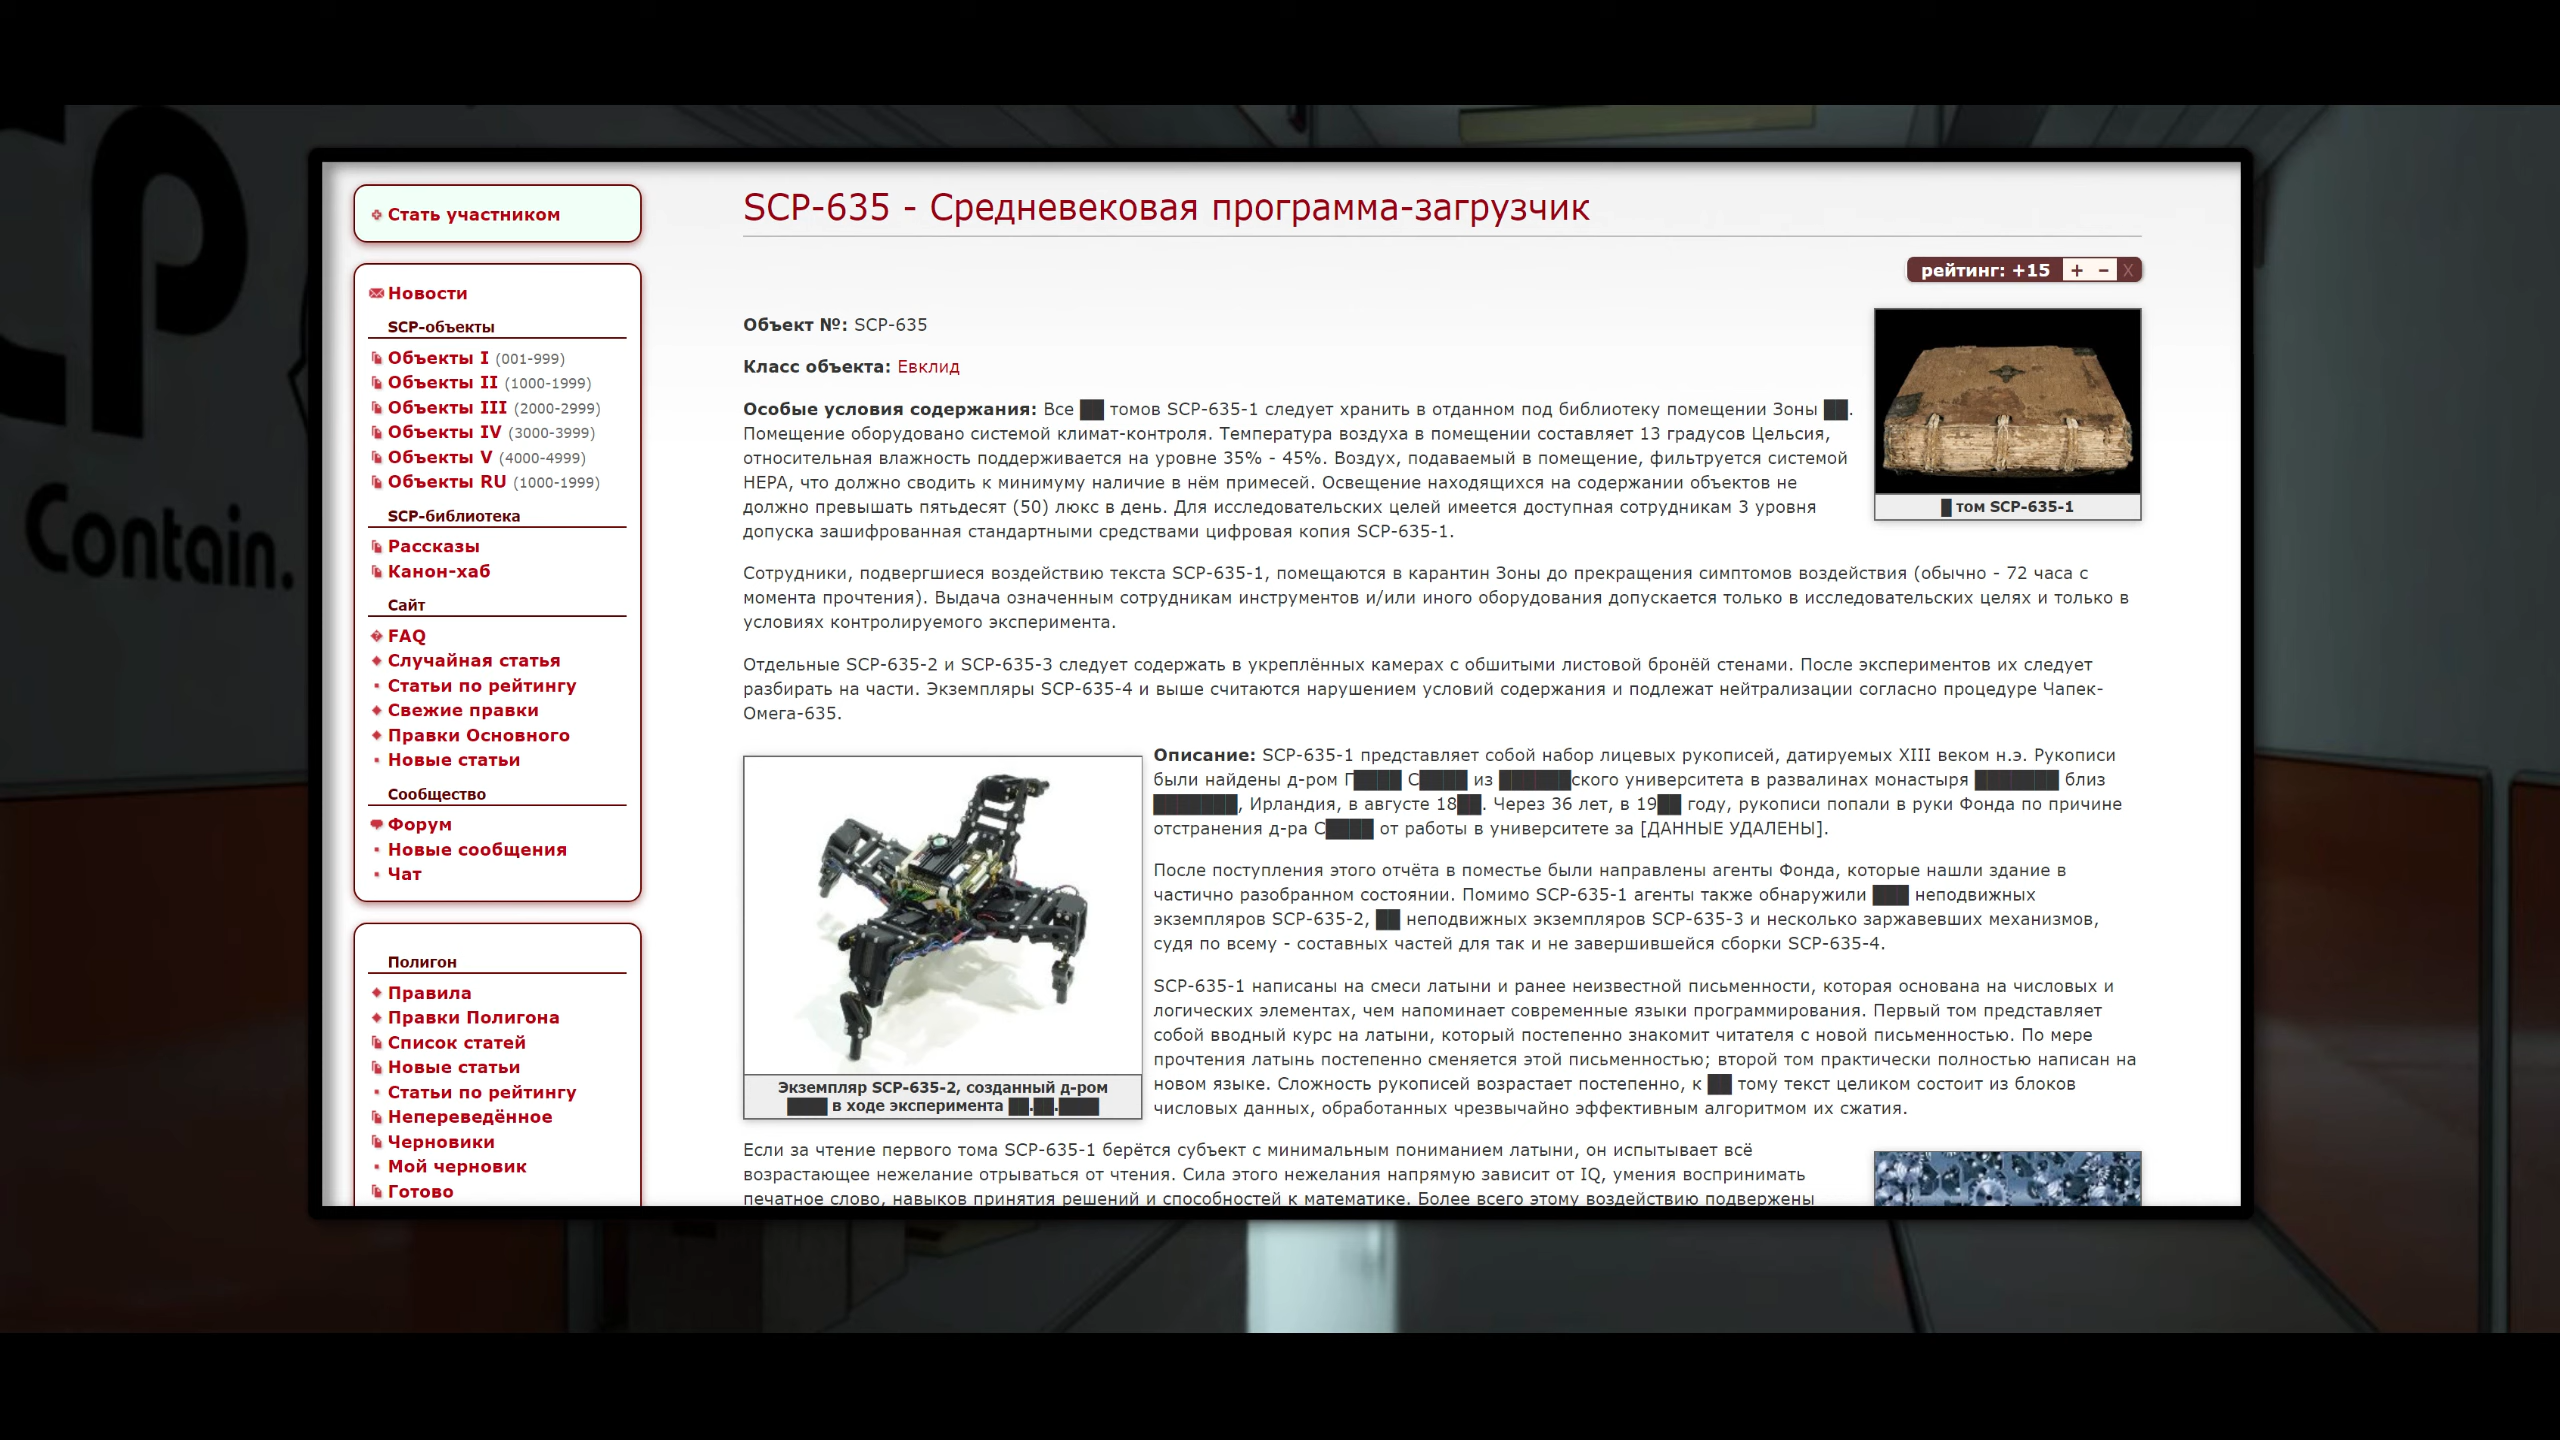 CP
Contain.
Стать участником
Новости
SCP-объекты
Объекты I (001-999)
Объекты II (1000-1999)
Объекты III (2000-2999)
Объекты IV (3000-3999)
Объекты V (4000-4999)
Объекты RU (1000-1999)
SCP-библиотека
Рассказы
Канон-хаб
Сайт
FAQ
Случайная статья
Статьи по рейтингу
Свежие правки
Правки Основного
Новые статьи
Сообщество
Форум
Новые сообщения
Чат
Полигон
Правила
Правки Полигона
Список статей
Новые статьи
Статьи по рейтингу
Непереведённое
Черновики
Мой черновик
Готово
SCP-635 - Средневековая программа-загрузчик
рейтинг: +15 + − X
Объект №: SCP-635
Класс объекта: Евклид
Особые условия содержания: Все ██ томов SCP-635-1 следует хранить в отданном под библиотеку помещении Зоны ██.
Помещение оборудовано системой климат-контроля. Температура воздуха в помещении составляет 13 градусов Цельсия,
относительная влажность поддерживается на уровне 35% - 45%. Воздух, подаваемый в помещение, фильтруется системой
HEPA, что должно сводить к минимуму наличие в нём примесей. Освещение находящихся на содержании объектов не
должно превышать пятьдесят (50) люкс в день. Для исследовательских целей имеется доступная сотрудникам 3 уровня
допуска зашифрованная стандартными средствами цифровая копия SCP-635-1.
█ том SCP-635-1
Сотрудники, подвергшиеся воздействию текста SCP-635-1, помещаются в карантин Зоны до прекращения симптомов воздействия (обычно - 72 часа с
момента прочтения). Выдача означенным сотрудникам инструментов и/или иного оборудования допускается только в исследовательских целях и только в
условиях контролируемого эксперимента.
Отдельные SCP-635-2 и SCP-635-3 следует содержать в укреплённых камерах с обшитыми листовой бронёй стенами. После экспериментов их следует
разбирать на части. Экземпляры SCP-635-4 и выше считаются нарушением условий содержания и подлежат нейтрализации согласно процедуре Чапек-
Омега-635.
Экземпляр SCP-635-2, созданный д-ром
████ в ходе эксперимента ██.██.████
Описание: SCP-635-1 представляет собой набор лицевых рукописей, датируемых XIII веком н.э. Рукописи
были найдены д-ром Г████ С████ из ██████ского университета в развалинах монастыря ███████ близ
███████, Ирландия, в августе 18██. Через 36 лет, в 19██ году, рукописи попали в руки Фонда по причине
отстранения д-ра С████ от работы в университете за [ДАННЫЕ УДАЛЕНЫ].
После поступления этого отчёта в поместье были направлены агенты Фонда, которые нашли здание в
частично разобранном состоянии. Помимо SCP-635-1 агенты также обнаружили ███ неподвижных
экземпляров SCP-635-2, ██ неподвижных экземпляров SCP-635-3 и несколько заржавевших механизмов,
судя по всему - составных частей для так и не завершившейся сборки SCP-635-4.
SCP-635-1 написаны на смеси латыни и ранее неизвестной письменности, которая основана на числовых и
логических элементах, чем напоминает современные языки программирования. Первый том представляет
собой вводный курс на латыни, который постепенно знакомит читателя с новой письменностью. По мере
прочтения латынь постепенно сменяется этой письменностью; второй том практически полностью написан на
новом языке. Сложность рукописей возрастает постепенно, к ██ тому текст целиком состоит из блоков
числовых данных, обработанных чрезвычайно эффективным алгоритмом их сжатия.
Если за чтение первого тома SCP-635-1 берётся субъект с минимальным пониманием латыни, он испытывает всё
возрастающее нежелание отрываться от чтения. Сила этого нежелания напрямую зависит от IQ, умения воспринимать
печатное слово, навыков принятия решений и способностей к математике. Более всего этому воздействию подвержены